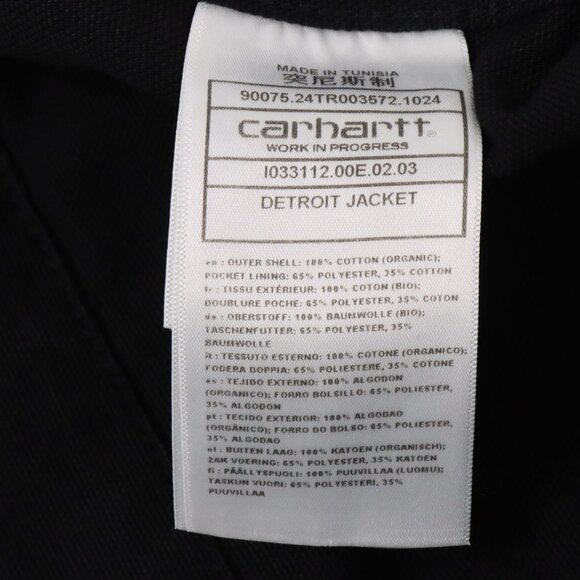 MADE IN TUNISIA
突尼斯制
90075.24TR003572.1024
carhartt®
WORK IN PROGRESS
I033112.00E.02.03
DETROIT JACKET
en : OUTER SHELL: 100% COTTON (ORGANIC);
POCKET LINING: 65% POLYESTER, 35% COTTON
fr : TISSU EXTÉRIEUR: 100% COTON (BIO);
DOUBLURE POCHE: 65% POLYESTER, 35% COTON
de : OBERSTOFF: 100% BAUMWOLLE (BIO);
TASCHENFUTTER: 65% POLYESTER, 35%
BAUMWOLLE
it : TESSUTO ESTERNO: 100% COTONE (ORGANICO);
FODERA DOPPIA: 65% POLIESTERE, 35% COTONE
es : TEJIDO EXTERNO: 100% ALGODON
(ORGANICO); FORRO BOLSILLO: 65% POLIESTER,
35% ALGODON
pt : TECIDO EXTERIOR: 100% ALGODAO
(ORGÂNICO); FORRO DO BOLSO: 65% POLIESTER,
35% ALGODAO
nl : BUITEN LAAG: 100% KATOEN (ORGANISCH);
ZAK VOERING: 65% POLYESTER, 35% KATOEN
fi : PÄÄLLYSPUOLI: 100% PUUVILLAA (LUOMU);
TASKUN VUORI: 65% POLYESTERI, 35%
PUUVILLAA